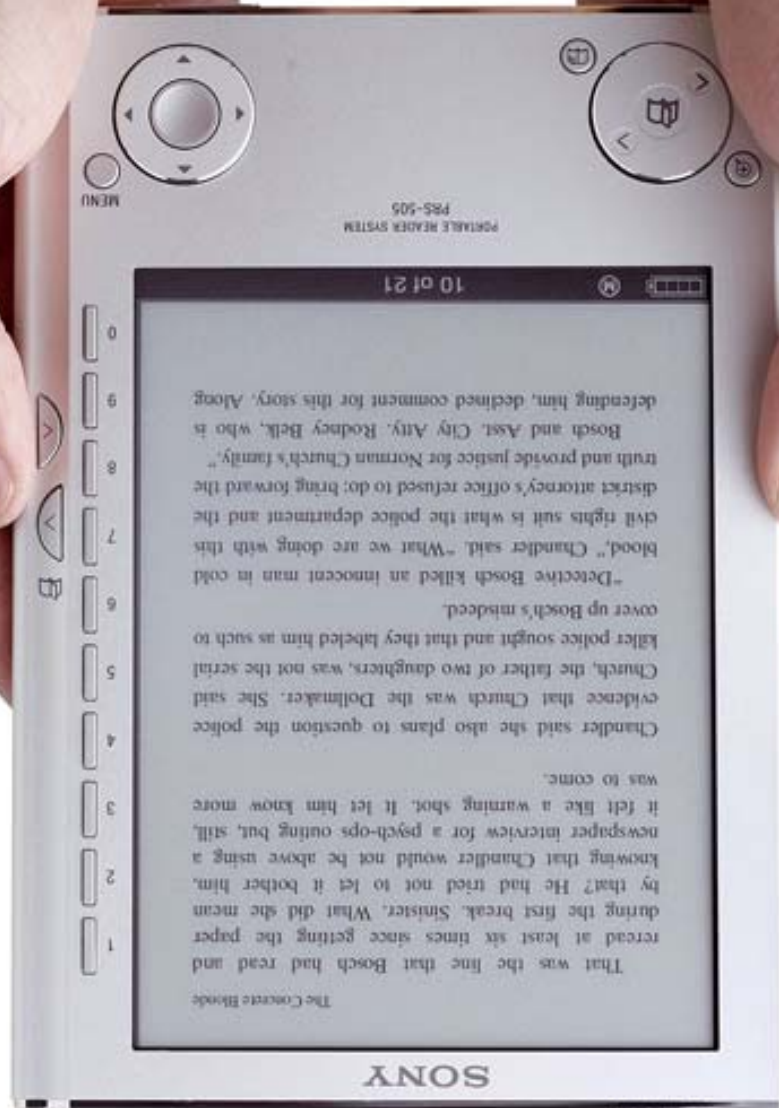 SONY
The Concrete Blonde
That was the line that Bosch had read and
reread at least six times since getting the paper
during the first break. Sinister. What did she mean
by that? He had tried not to let it bother him,
knowing that Chandler would not be above using a
newspaper interview for a psych-ops outing but, still,
it felt like a warning shot. It let him know more
was to come.
Chandler said she also plans to question the police
evidence that Church was the Dollmaker. She said
Church, the father of two daughters, was not the serial
killer police sought and that they labeled him as such to
cover up Bosch's misdeed.
"Detective Bosch killed an innocent man in cold
blood," Chandler said. "What we are doing with this
civil rights suit is what the police department and the
district attorney's office refused to do; bring forward the
truth and provide justice for Norman Church's family."
Bosch and Asst. City Atty. Rodney Belk, who is
defending him, declined comment for this story. Along
10 of 21
M
1
2
3
4
5
6
7
8
9
0
PORTABLE READER SYSTEM
PRS-505
MENU